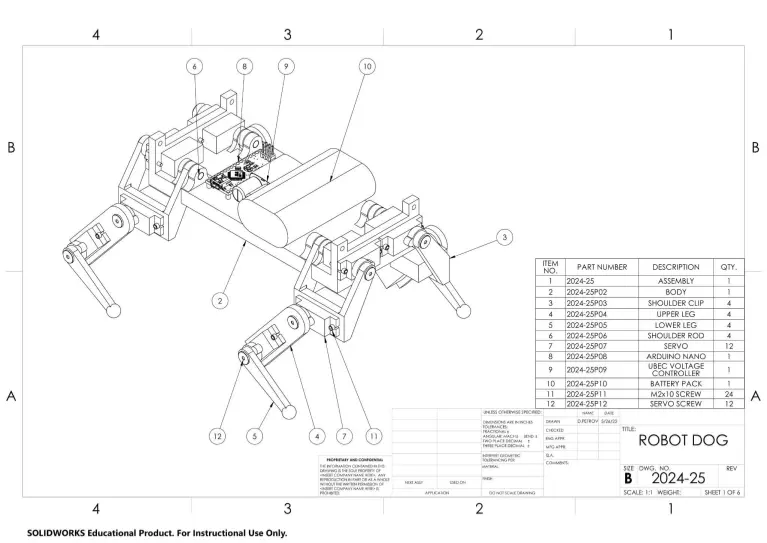 4 3 2 1
6 8 9 10
B B
3
2
ITEM NO. PART NUMBER DESCRIPTION QTY.
1 2024-25 ASSEMBLY 1
2 2024-25P02 BODY 1
3 2024-25P03 SHOULDER CLIP 4
4 2024-25P04 UPPER LEG 4
5 2024-25P05 LOWER LEG 4
6 2024-25P06 SHOULDER ROD 4
7 2024-25P07 SERVO 12
8 2024-25P08 ARDUINO NANO 1
9 2024-25P09 UBEC VOLTAGE CONTROLLER 1
10 2024-25P10 BATTERY PACK 1
11 2024-25P11 M2x10 SCREW 24
12 2024-25P12 SERVO SCREW 12
A A
12 5 4 7 11
UNLESS OTHERWISE SPECIFIED:
DIMENSIONS ARE IN INCHES
TOLERANCES:
FRACTIONAL ±
ANGULAR: MACH ± BEND ±
TWO PLACE DECIMAL ±
THREE PLACE DECIMAL ±
INTERPRET GEOMETRIC
TOLERANCING PER:
MATERIAL
FINISH
DO NOT SCALE DRAWING
NAME DATE
DRAWN D.PETROV
CHECKED
ENG APPR.
MFG APPR.
Q.A.
COMMENTS:
TITLE:
ROBOT DOG
SIZE DWG. NO. REV
B 2024-25
SCALE: 1:1 WEIGHT: SHEET 1 OF 6
PROPRIETARY AND CONFIDENTIAL
THE INFORMATION CONTAINED IN THIS
DRAWING IS THE SOLE PROPERTY OF
<INSERT COMPANY NAME HERE>. ANY
REPRODUCTION IN PART OR AS A WHOLE
WITHOUT THE WRITTEN PERMISSION OF
<INSERT COMPANY NAME HERE> IS
PROHIBITED.
NEXT ASSY USED ON
APPLICATION
4 3 2 1
SOLIDWORKS Educational Product. For Instructional Use Only.